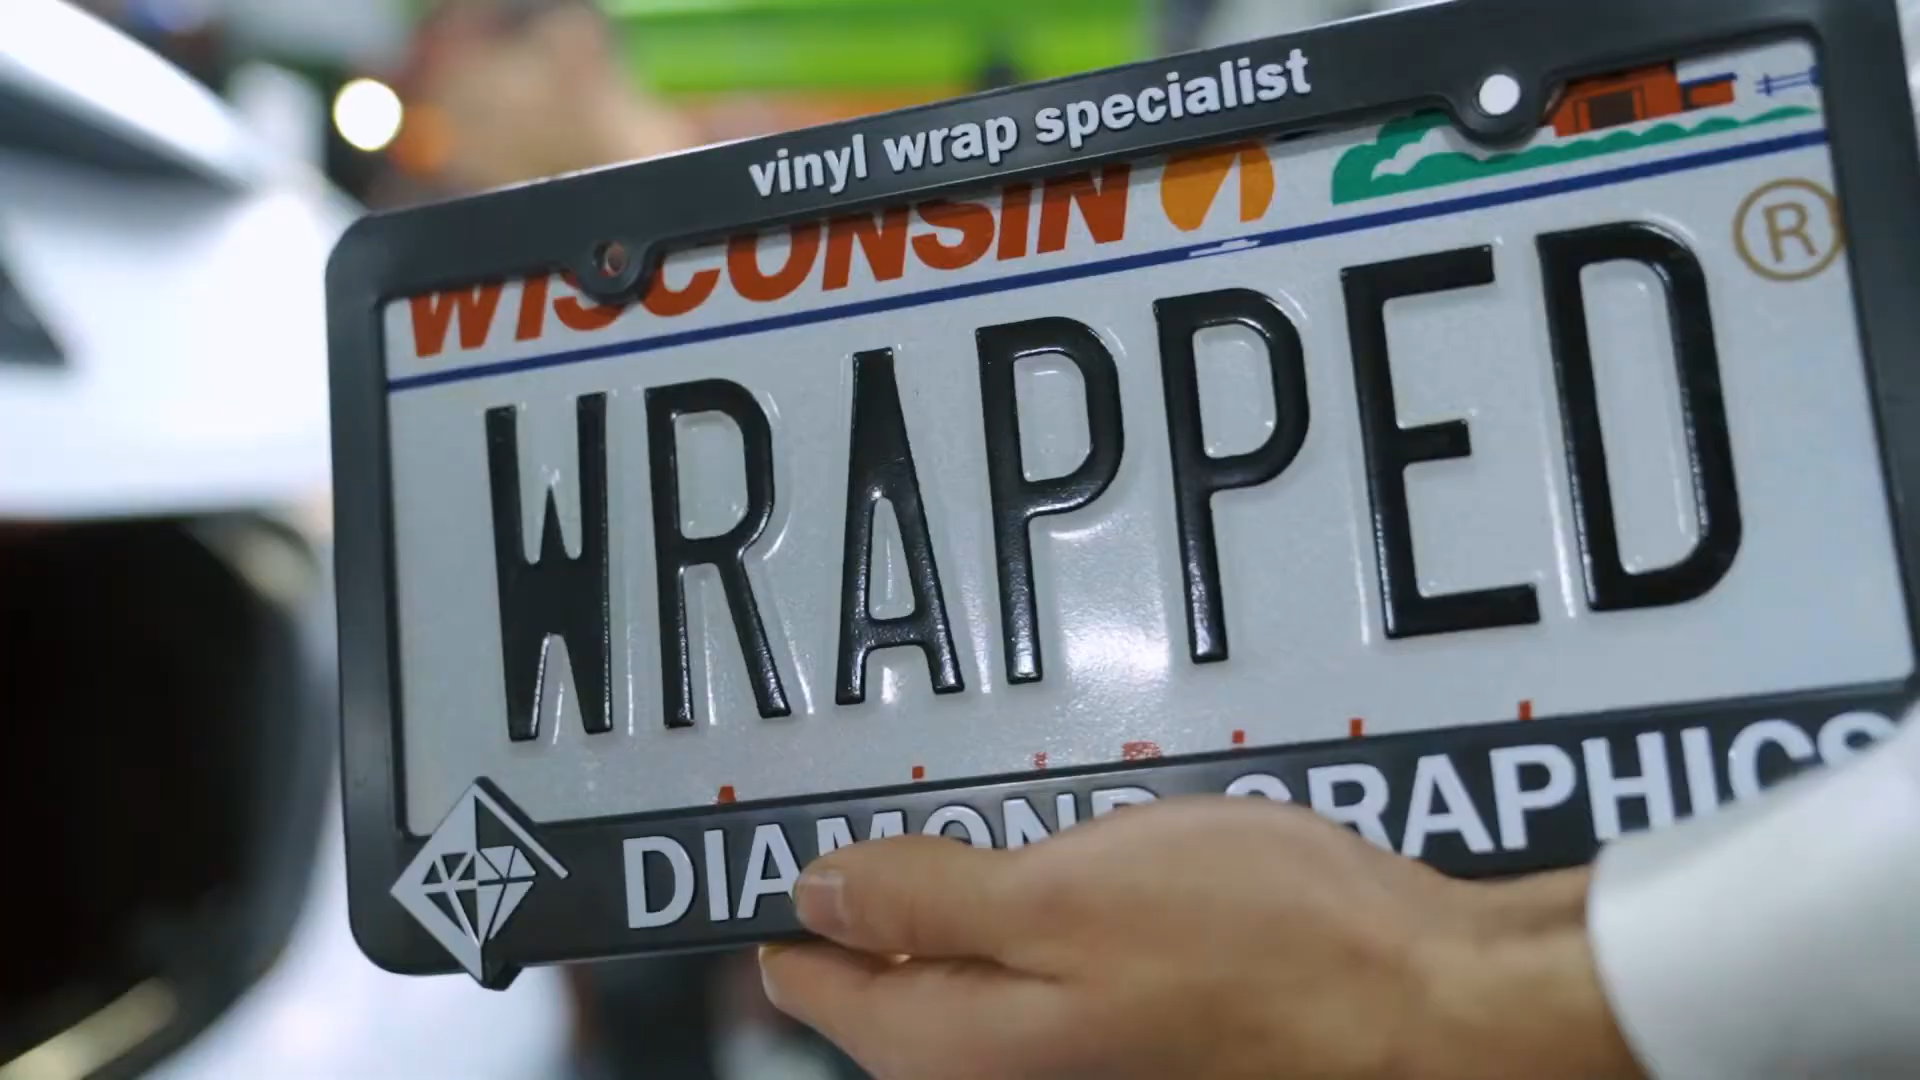 vinyl wrap specialist
WISCONSIN
®
WRAPPED
DIAMOND GRAPHICS